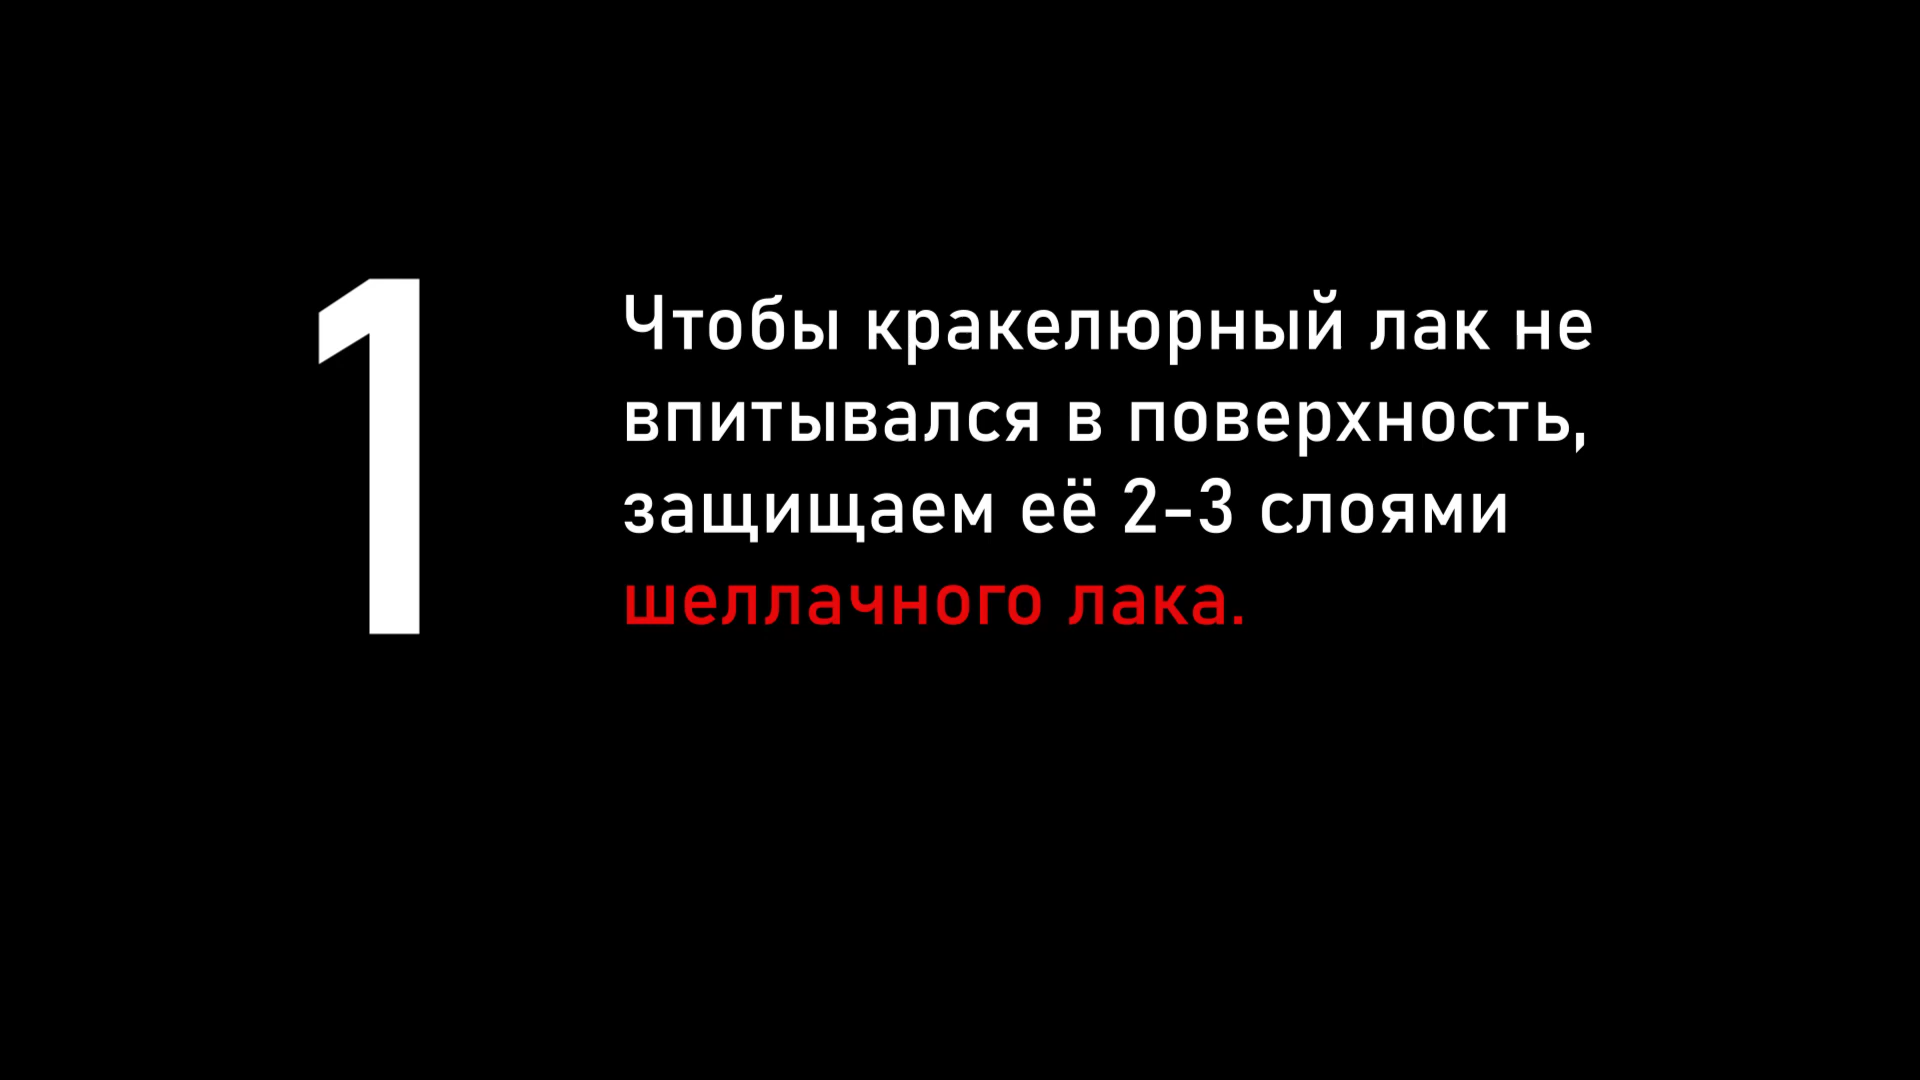 1
Чтобы кракелюрный лак не
впитывался в поверхность,
защищаем её 2-3 слоями
шеллачного лака.